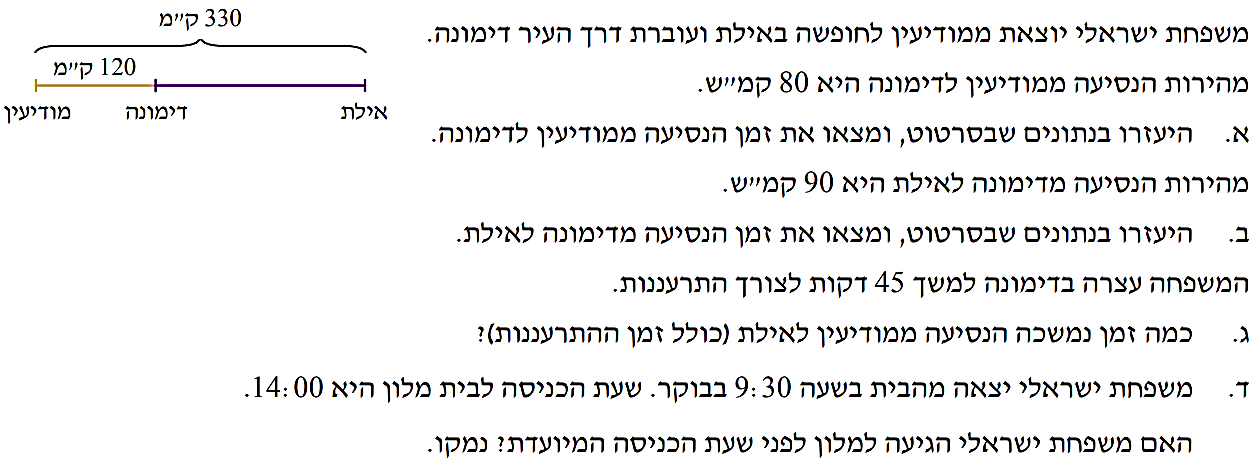 משפחת ישראלי יוצאת ממודיעין לחופשה באילת ועוברת דרך העיר דימונה.
מהירות הנסיעה ממודיעין לדימונה היא 80 קמ״ש.
א. היעזרו בנתונים שבסרטוט, ומצאו את זמן הנסיעה ממודיעין לדימונה.
מהירות הנסיעה מדימונה לאילת היא 90 קמ״ש.
ב. היעזרו בנתונים שבסרטוט, ומצאו את זמן הנסיעה מדימונה לאילת.
המשפחה עצרה בדימונה למשך 45 דקות לצורך התרעננות.
ג. כמה זמן נמשכה הנסיעה ממודיעין לאילת (כולל זמן ההתרעננות)?
ד. משפחת ישראלי יצאה מהבית בשעה 9:30 בבוקר. שעת הכניסה לבית מלון היא 14:00.
האם משפחת ישראלי הגיעה למלון לפני שעת הכניסה המיועדת? נמקו.
330 ק״מ
120 ק״מ
אילת דימונה מודיעין